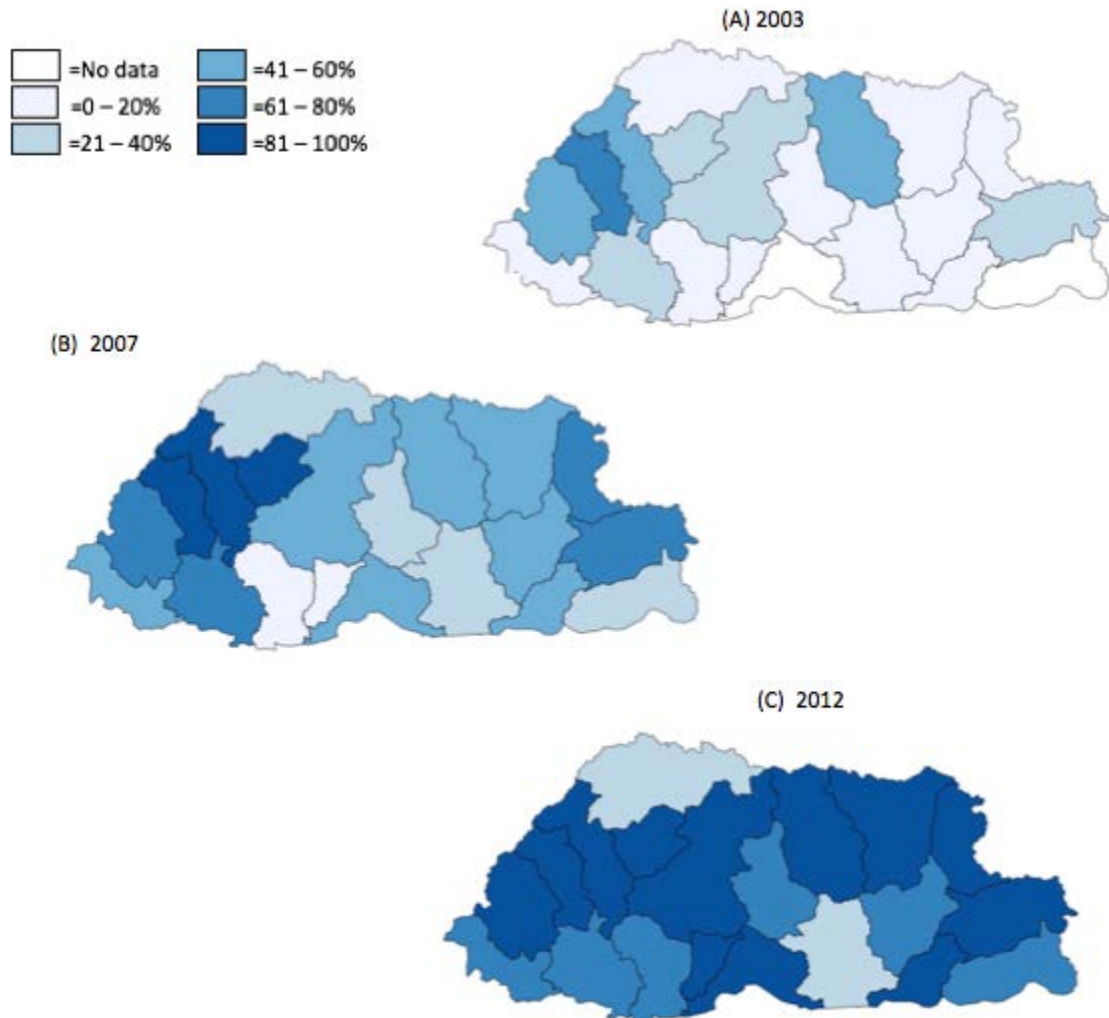 (A) 2003
=No data
=41 – 60%
=0 – 20%
=61 – 80%
=21 – 40%
=81 – 100%
(B) 2007
(C) 2012